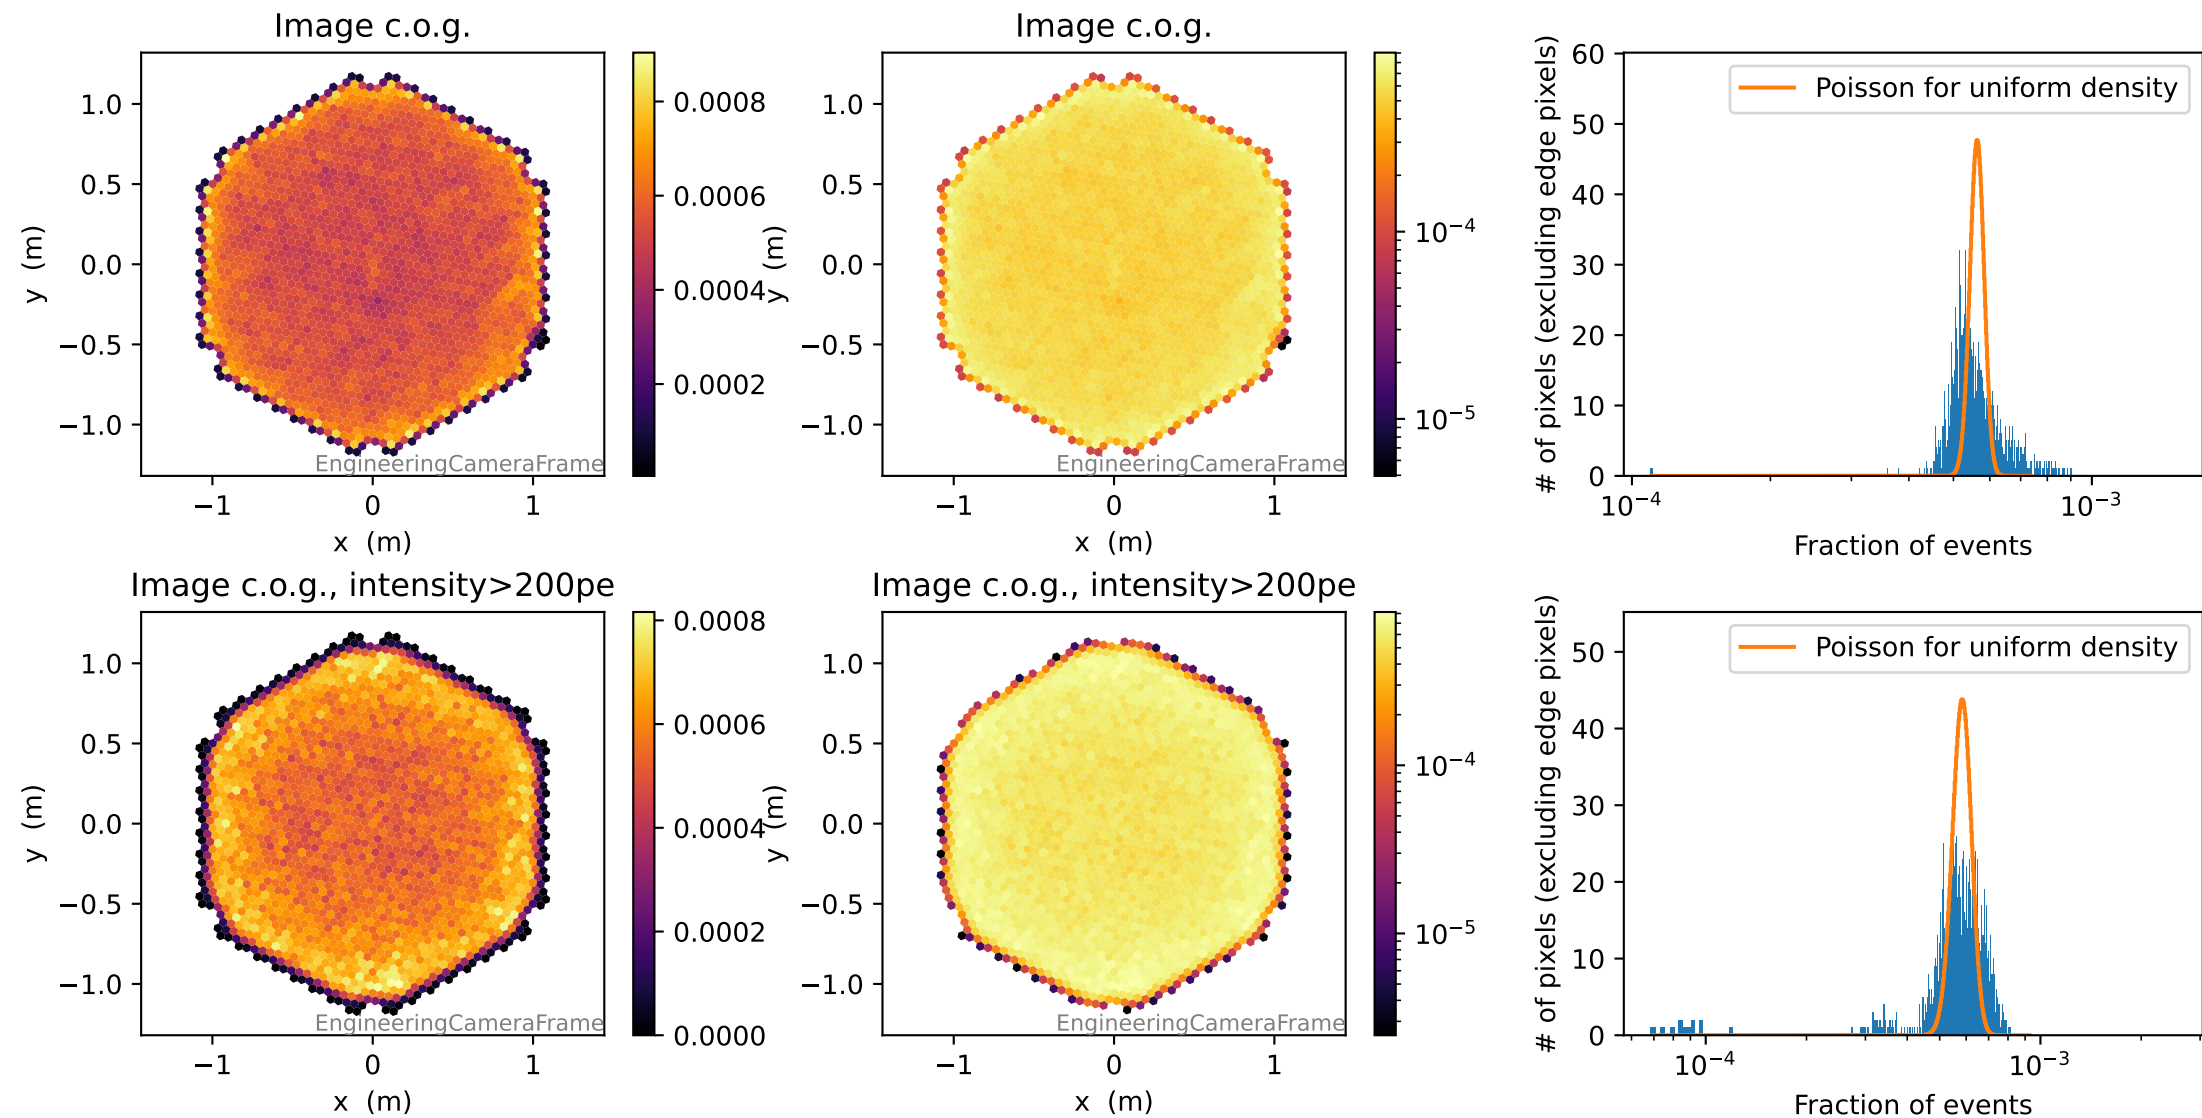 Image c.o.g.
1.0
0.5
0.0
−0.5
−1.0
y (m)
−1
0
1
x (m)
EngineeringCameraFrame
0.0008
0.0006
0.0004
0.0002
Image c.o.g.
1.0
0.5
0.0
−0.5
−1.0
y (m)
−1
0
1
x (m)
EngineeringCameraFrame
10⁻⁴
10⁻⁵
60
50
40
30
20
10
0
# of pixels (excluding edge pixels)
Poisson for uniform density
10⁻⁴
10⁻³
Fraction of events
Image c.o.g., intensity>200pe
1.0
0.5
0.0
−0.5
−1.0
y (m)
−1
0
1
x (m)
EngineeringCameraFrame
0.0008
0.0006
0.0004
0.0002
0.0000
Image c.o.g., intensity>200pe
1.0
0.5
0.0
−0.5
−1.0
y (m)
−1
0
1
x (m)
EngineeringCameraFrame
10⁻⁴
10⁻⁵
50
40
30
20
10
0
# of pixels (excluding edge pixels)
Poisson for uniform density
10⁻⁴
10⁻³
Fraction of events